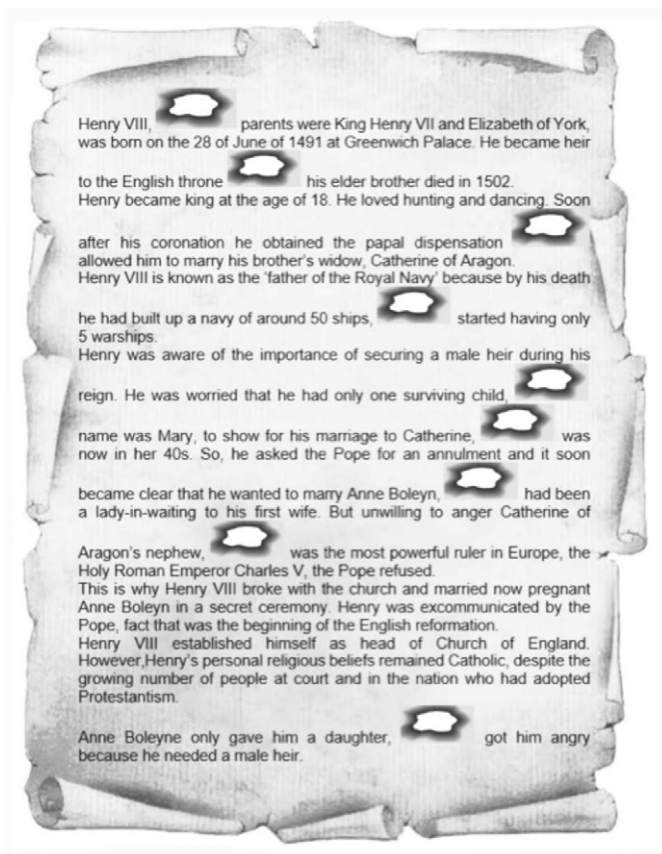 Henry VIII, parents were King Henry VII and Elizabeth of York,
was born on the 28 of June of 1491 at Greenwich Palace. He became heir
to the English throne his elder brother died in 1502.
Henry became king at the age of 18. He loved hunting and dancing. Soon
after his coronation he obtained the papal dispensation
allowed him to marry his brother's widow, Catherine of Aragon.
Henry VIII is known as the 'father of the Royal Navy' because by his death
he had built up a navy of around 50 ships, started having only
5 warships.
Henry was aware of the importance of securing a male heir during his
reign. He was worried that he had only one surviving child,
name was Mary, to show for his marriage to Catherine, was
now in her 40s. So, he asked the Pope for an annulment and it soon
became clear that he wanted to marry Anne Boleyn, had been
a lady-in-waiting to his first wife. But unwilling to anger Catherine of
Aragon's nephew, was the most powerful ruler in Europe, the
Holy Roman Emperor Charles V, the Pope refused.
This is why Henry VIII broke with the church and married now pregnant
Anne Boleyn in a secret ceremony. Henry was excommunicated by the
Pope, fact that was the beginning of the English reformation.
Henry VIII established himself as head of Church of England.
However,Henry's personal religious beliefs remained Catholic, despite the
growing number of people at court and in the nation who had adopted
Protestantism.
Anne Boleyne only gave him a daughter, got him angry
because he needed a male heir.